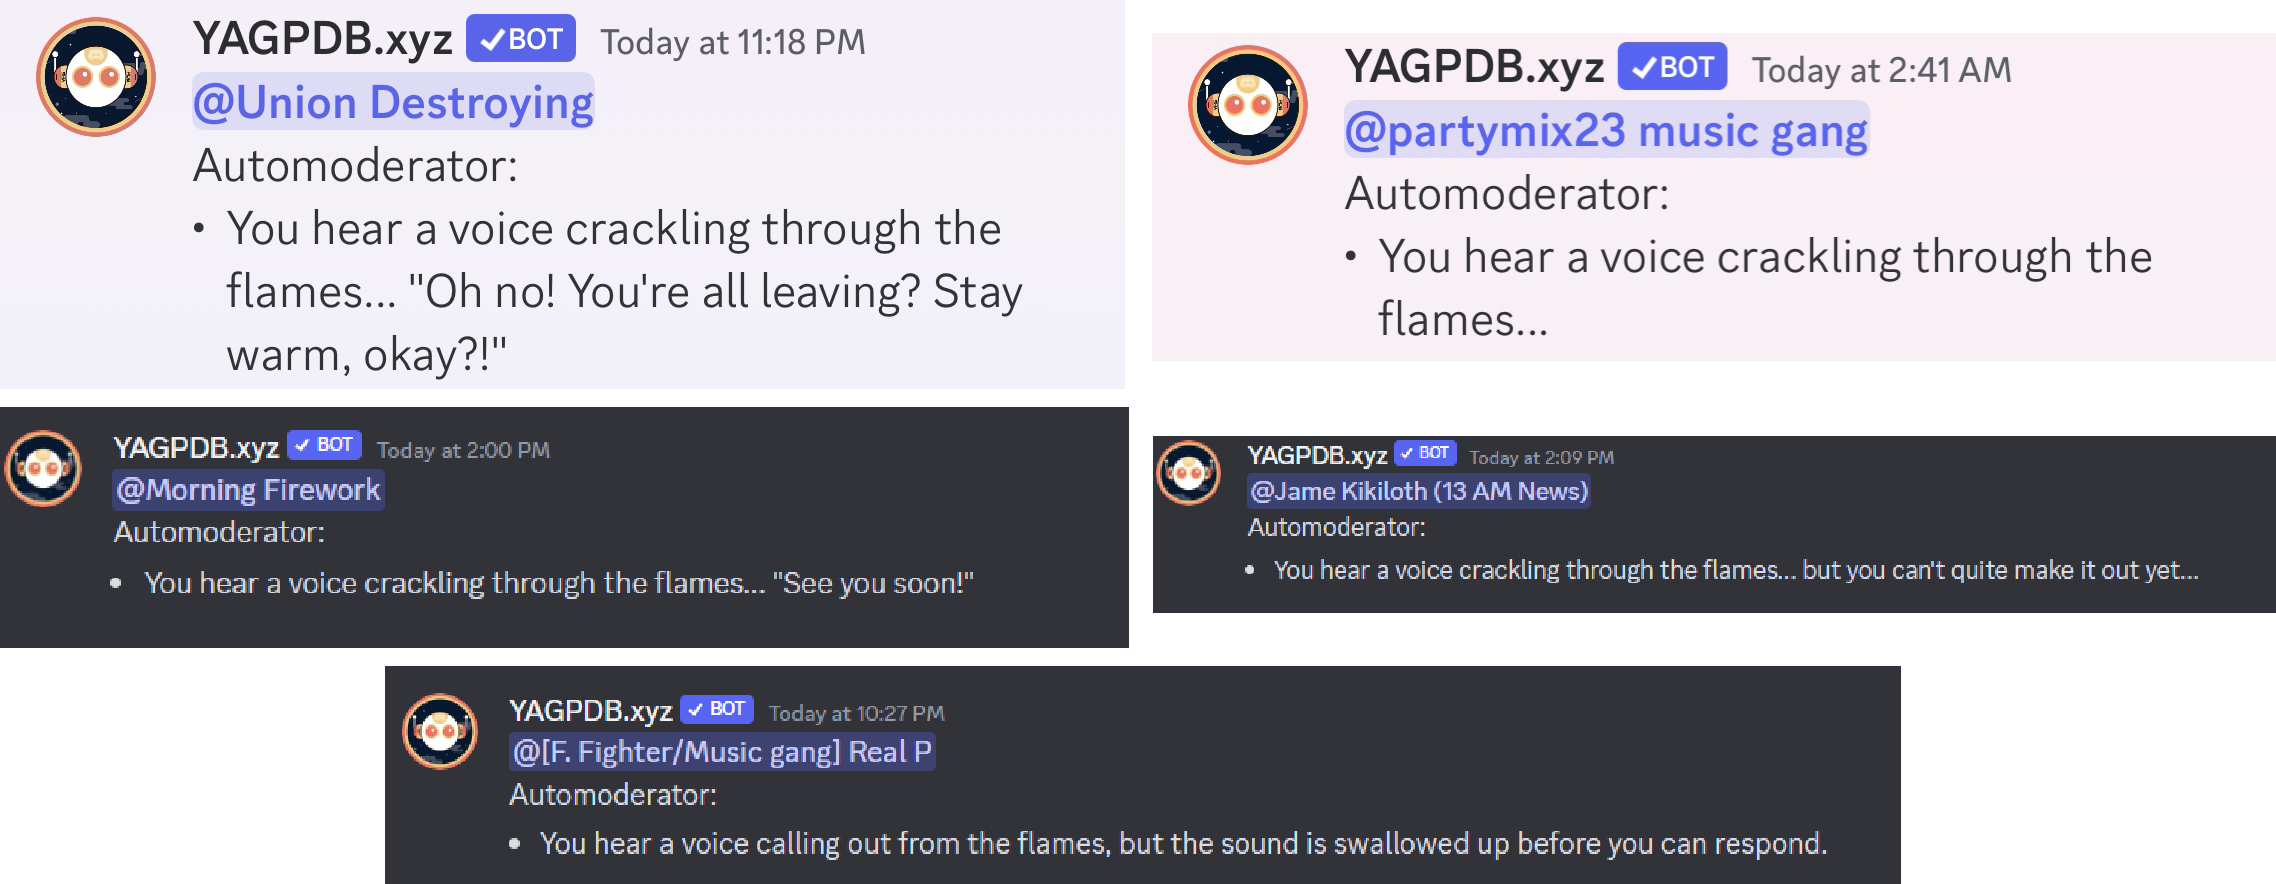 YAGPDB.xyz ✓BOT Today at 11:18 PM
@Union Destroying
Automoderator:
• You hear a voice crackling through the
flames... "Oh no! You're all leaving? Stay
warm, okay?!"
YAGPDB.xyz ✓BOT Today at 2:41 AM
@partymix23 music gang
Automoderator:
• You hear a voice crackling through the
flames...
YAGPDB.xyz ✓ BOT Today at 2:00 PM
@Morning Firework
Automoderator:
• You hear a voice crackling through the flames... "See you soon!"
YAGPDB.xyz ✓ BOT Today at 2:09 PM
@Jame Kikiloth (13 AM News)
Automoderator:
• You hear a voice crackling through the flames... but you can't quite make it out yet...
YAGPDB.xyz ✓ BOT Today at 10:27 PM
@[F. Fighter/Music gang] Real P
Automoderator:
• You hear a voice calling out from the flames, but the sound is swallowed up before you can respond.